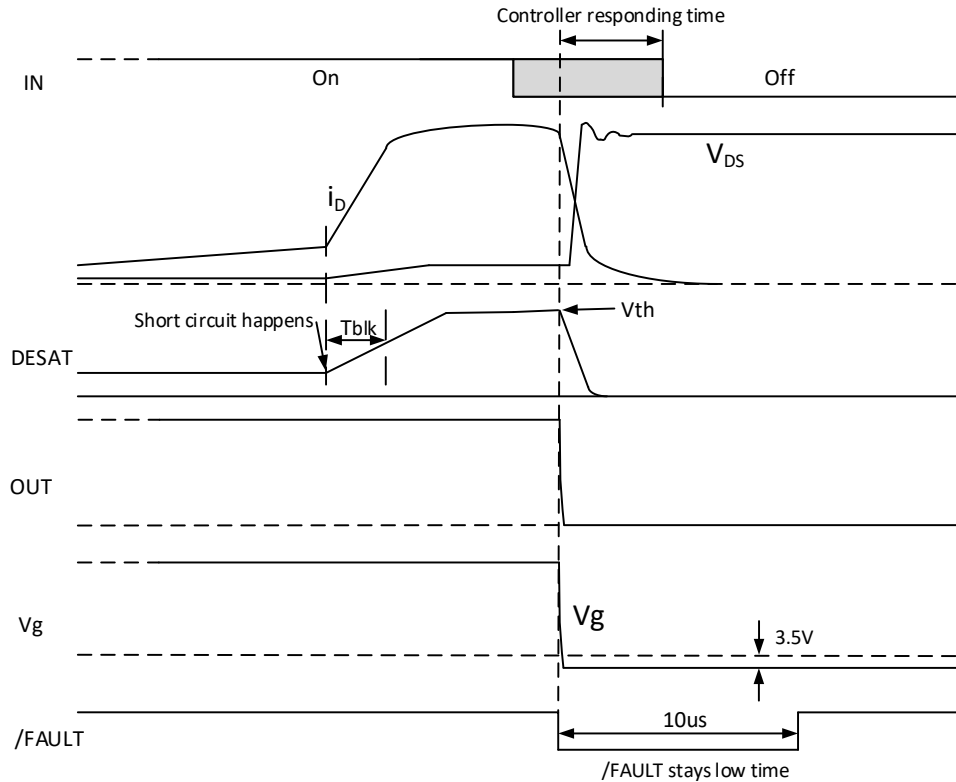 Controller responding time
IN
On
Off
V_DS
i_D
Short circuit happens
Tblk
Vth
DESAT
OUT
Vg
Vg
3.5V
10us
/FAULT
/FAULT stays low time